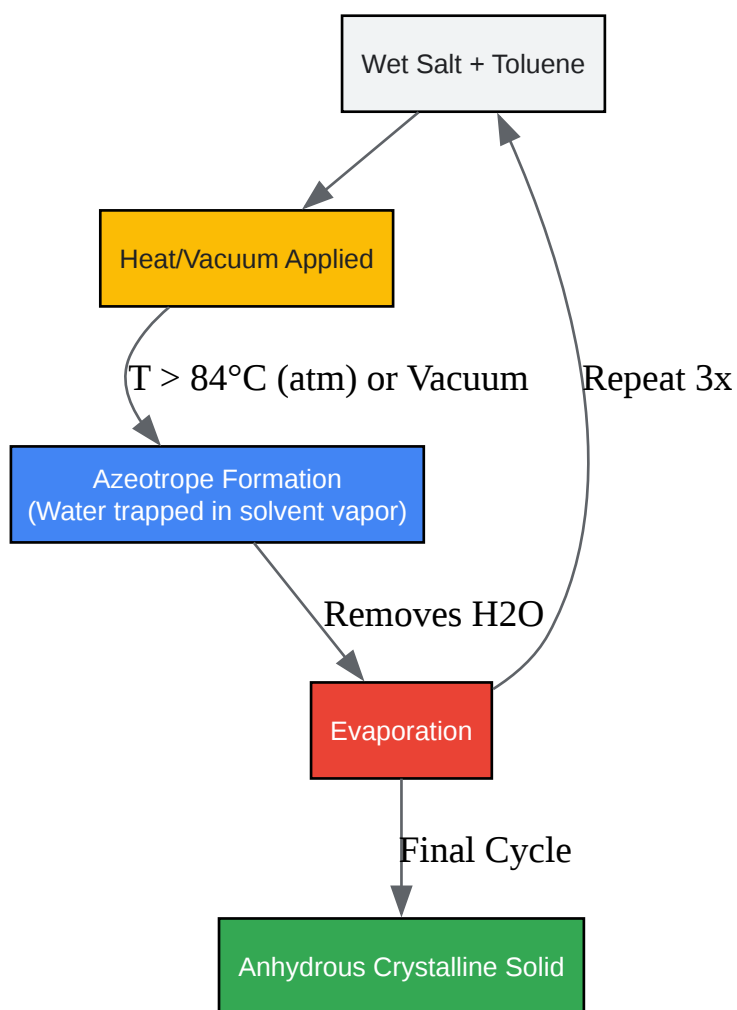 Wet Salt + Toluene
Heat/Vacuum Applied
T > 84°C (atm) or Vacuum
Repeat 3x
Azeotrope Formation
(Water trapped in solvent vapor)
Removes H2O
Evaporation
Final Cycle
Anhydrous Crystalline Solid